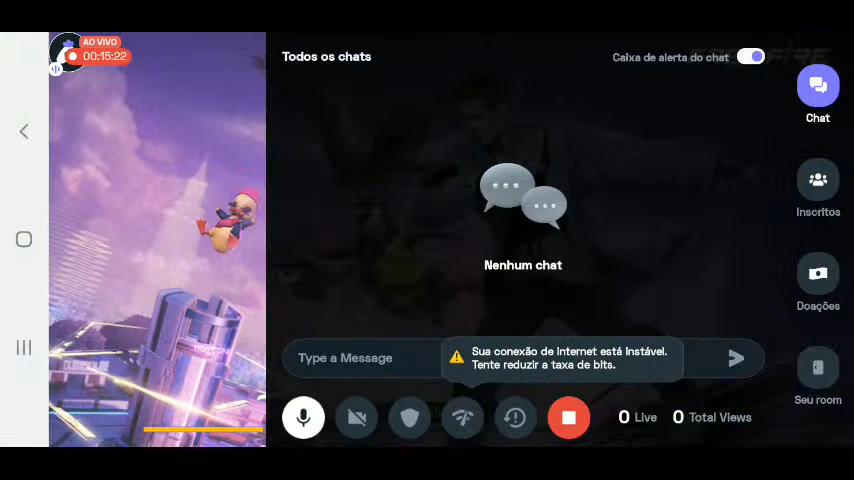 AO VIVO
00:15:22
Todos os chats
Caixa de alerta do chat
Chat
Inscritos
Nenhum chat
Doações
Type a Message
Sua conexão de internet está instável.
Tente reduzir a taxa de bits.
Seu room
0 Live 0 Total Views